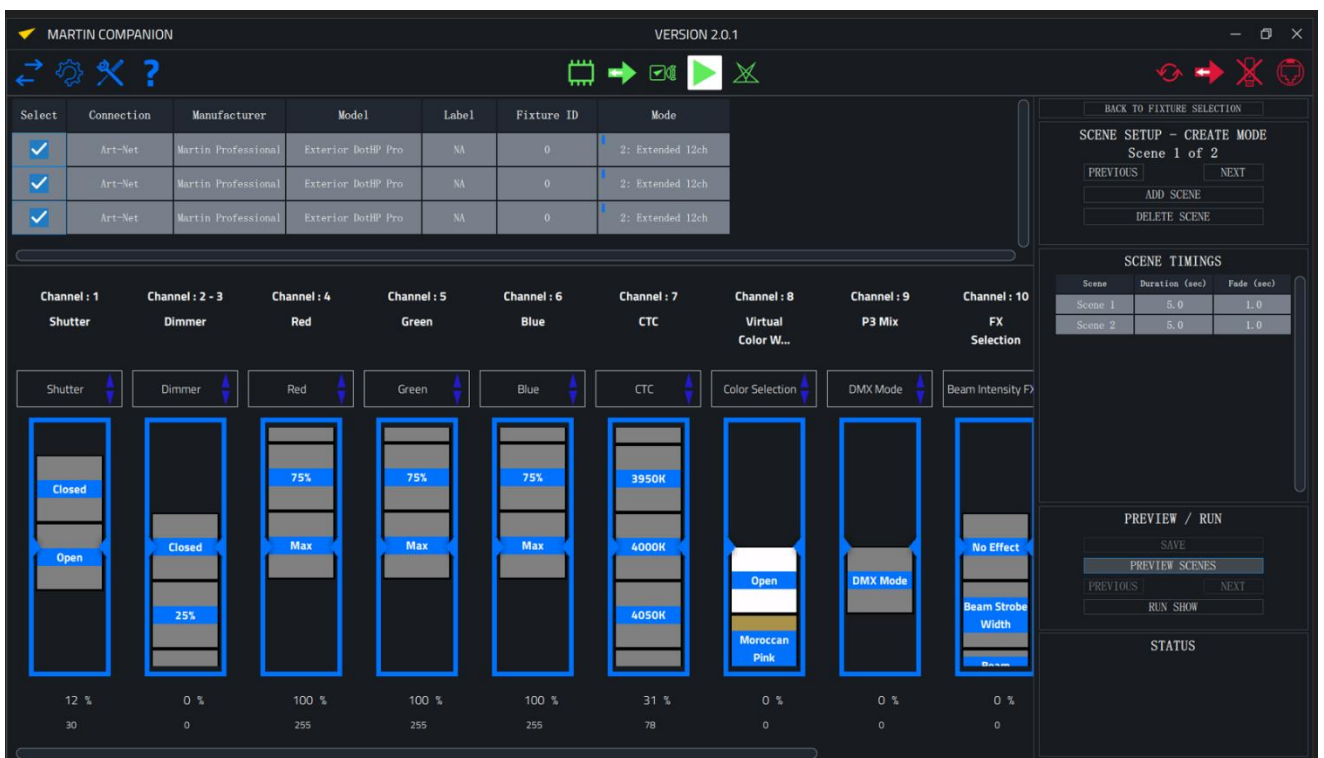 MARTIN COMPANION VERSION 2.0.1
?
Select Connection Manufacturer Model Label Fixture ID Mode
Art-Net Martin Professional Exterior DotHP Pro NA 0 2: Extended 12ch
Art-Net Martin Professional Exterior DotHP Pro NA 0 2: Extended 12ch
Art-Net Martin Professional Exterior DotHP Pro NA 0 2: Extended 12ch
BACK TO FIXTURE SELECTION
SCENE SETUP - CREATE MODE
Scene 1 of 2
PREVIOUS NEXT
ADD SCENE
DELETE SCENE
SCENE TIMINGS
Scene Duration (sec) Fade (sec)
Scene 1 5.0 1.0
Scene 2 5.0 1.0
PREVIEW / RUN
SAVE
PREVIEW SCENES
PREVIOUS NEXT
RUN SHOW
STATUS
Channel : 1 Channel : 2 - 3 Channel : 4 Channel : 5 Channel : 6 Channel : 7 Channel : 8 Channel : 9 Channel : 10
Shutter Dimmer Red Green Blue CTC Virtual P3 Mix FX
Color W... Selection
Shutter Dimmer Red Green Blue CTC Color Selection DMX Mode Beam Intensity FX
75% 75% 75% 3950K
Closed
Closed Max Max Max 4000K No Effect
Open
Open DMX Mode
25% 4050K Beam Strobe
Width
Moroccan
Pink
Beam
12 % 0 % 100 % 100 % 100 % 31 % 0 % 0 % 0 %
30 0 255 255 255 78 0 0 0